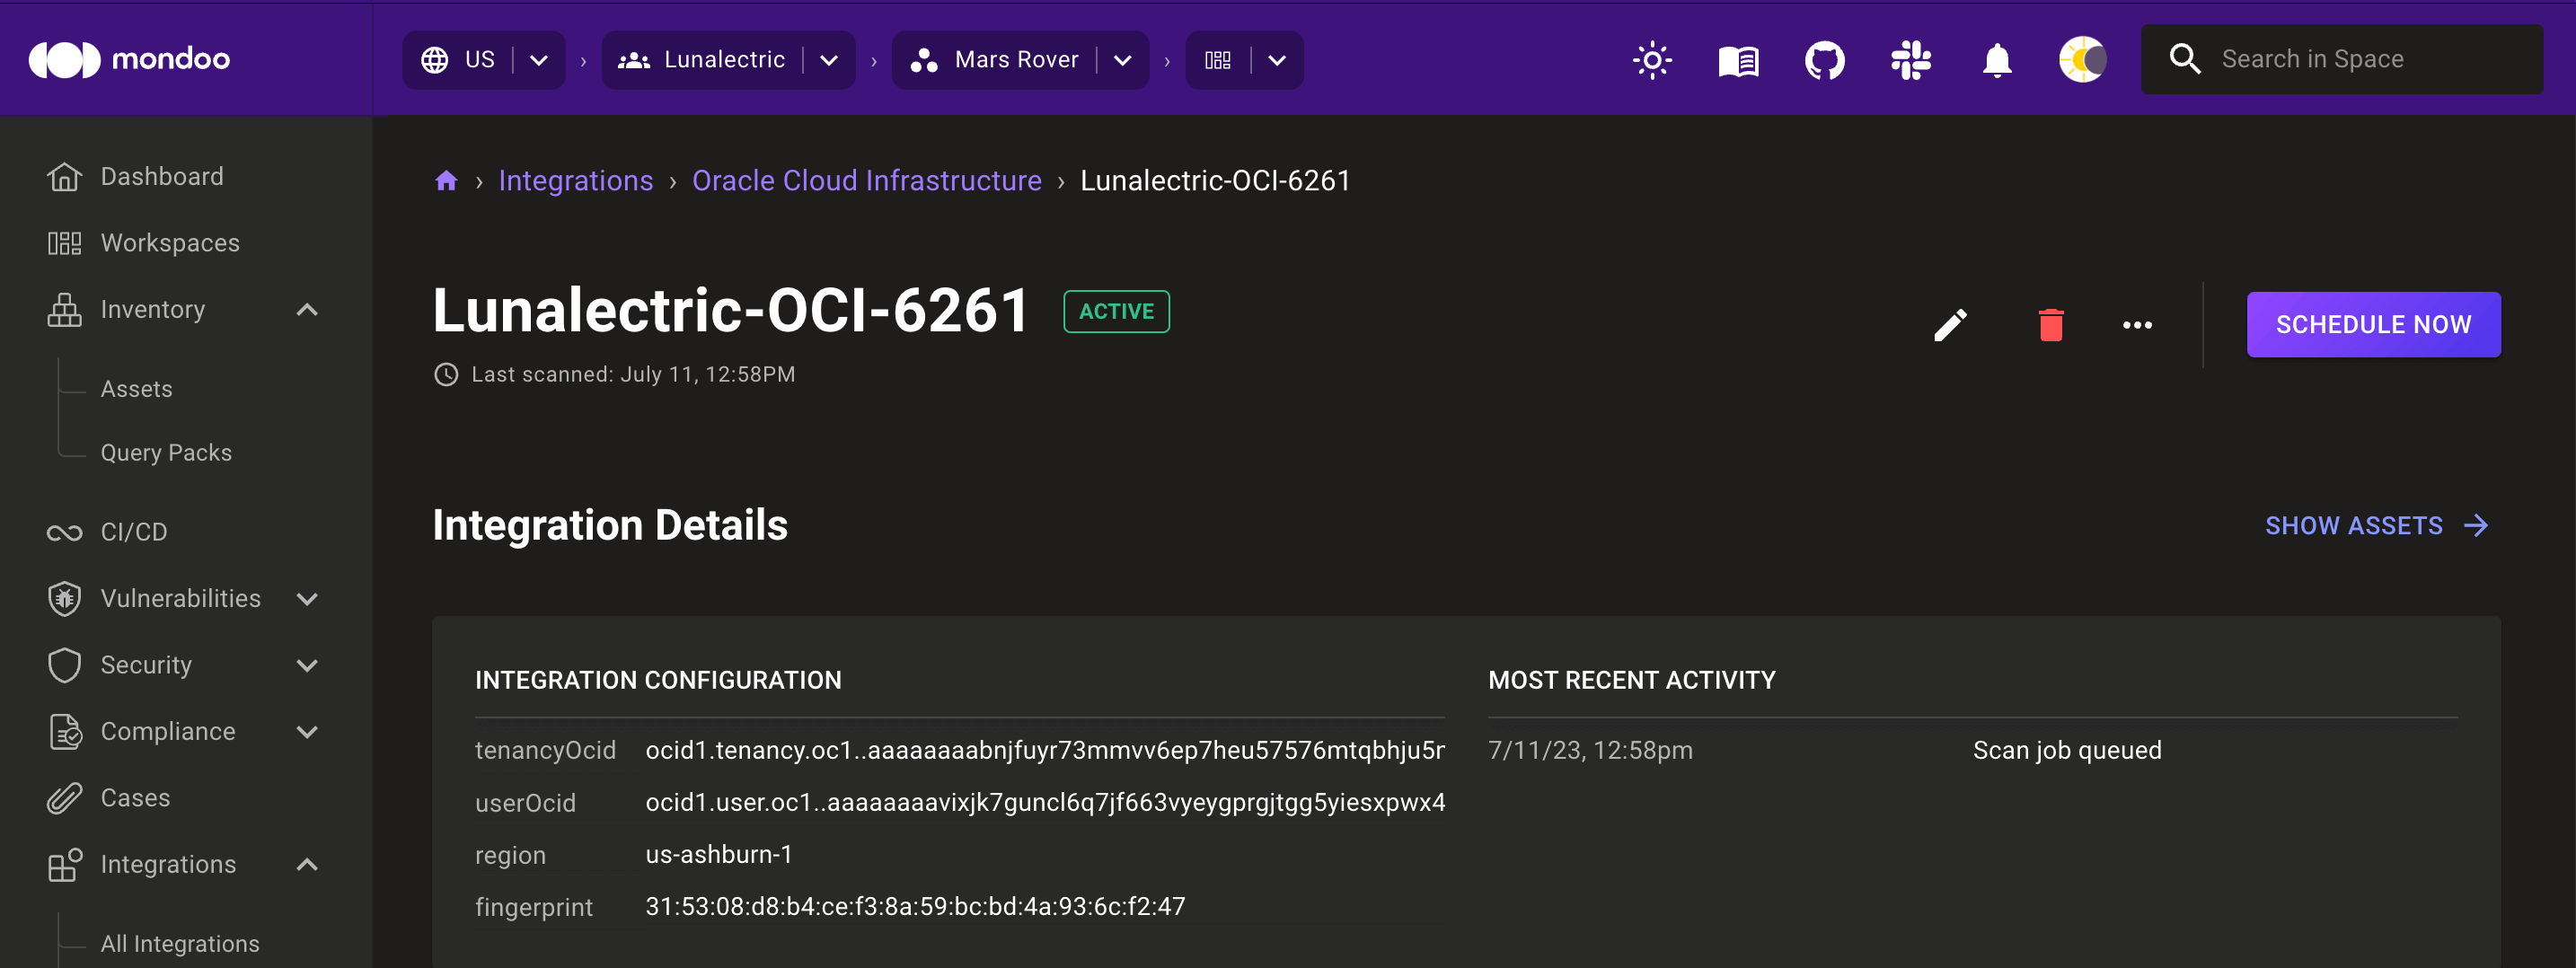 mondoo
US
Lunalectric
Mars Rover
Search in Space
Dashboard
Workspaces
Inventory
Assets
Query Packs
CI/CD
Vulnerabilities
Security
Compliance
Cases
Integrations
All Integrations
Integrations › Oracle Cloud Infrastructure › Lunalectric-OCI-6261
Lunalectric-OCI-6261 ACTIVE
Last scanned: July 11, 12:58PM
SCHEDULE NOW
Integration Details
SHOW ASSETS
INTEGRATION CONFIGURATION
tenancyOcid ocid1.tenancy.oc1..aaaaaaaabnjfuyr73mmvv6ep7heu57576mtqbhju5r
userOcid ocid1.user.oc1..aaaaaaaavixjk7guncl6q7jf663vyeygprgjtgg5yiesxpwx4
region us-ashburn-1
fingerprint 31:53:08:d8:b4:ce:f3:8a:59:bc:bd:4a:93:6c:f2:47
MOST RECENT ACTIVITY
7/11/23, 12:58pm Scan job queued